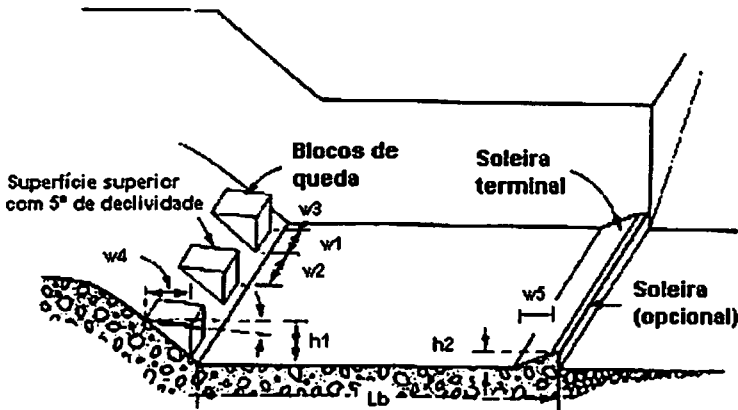 Blocos de
queda
Soleira
terminal
Superfície superior
com 5º de declividade
w3
w1
w2
w4
w5
Soleira
(opcional)
h1
h2
Lb